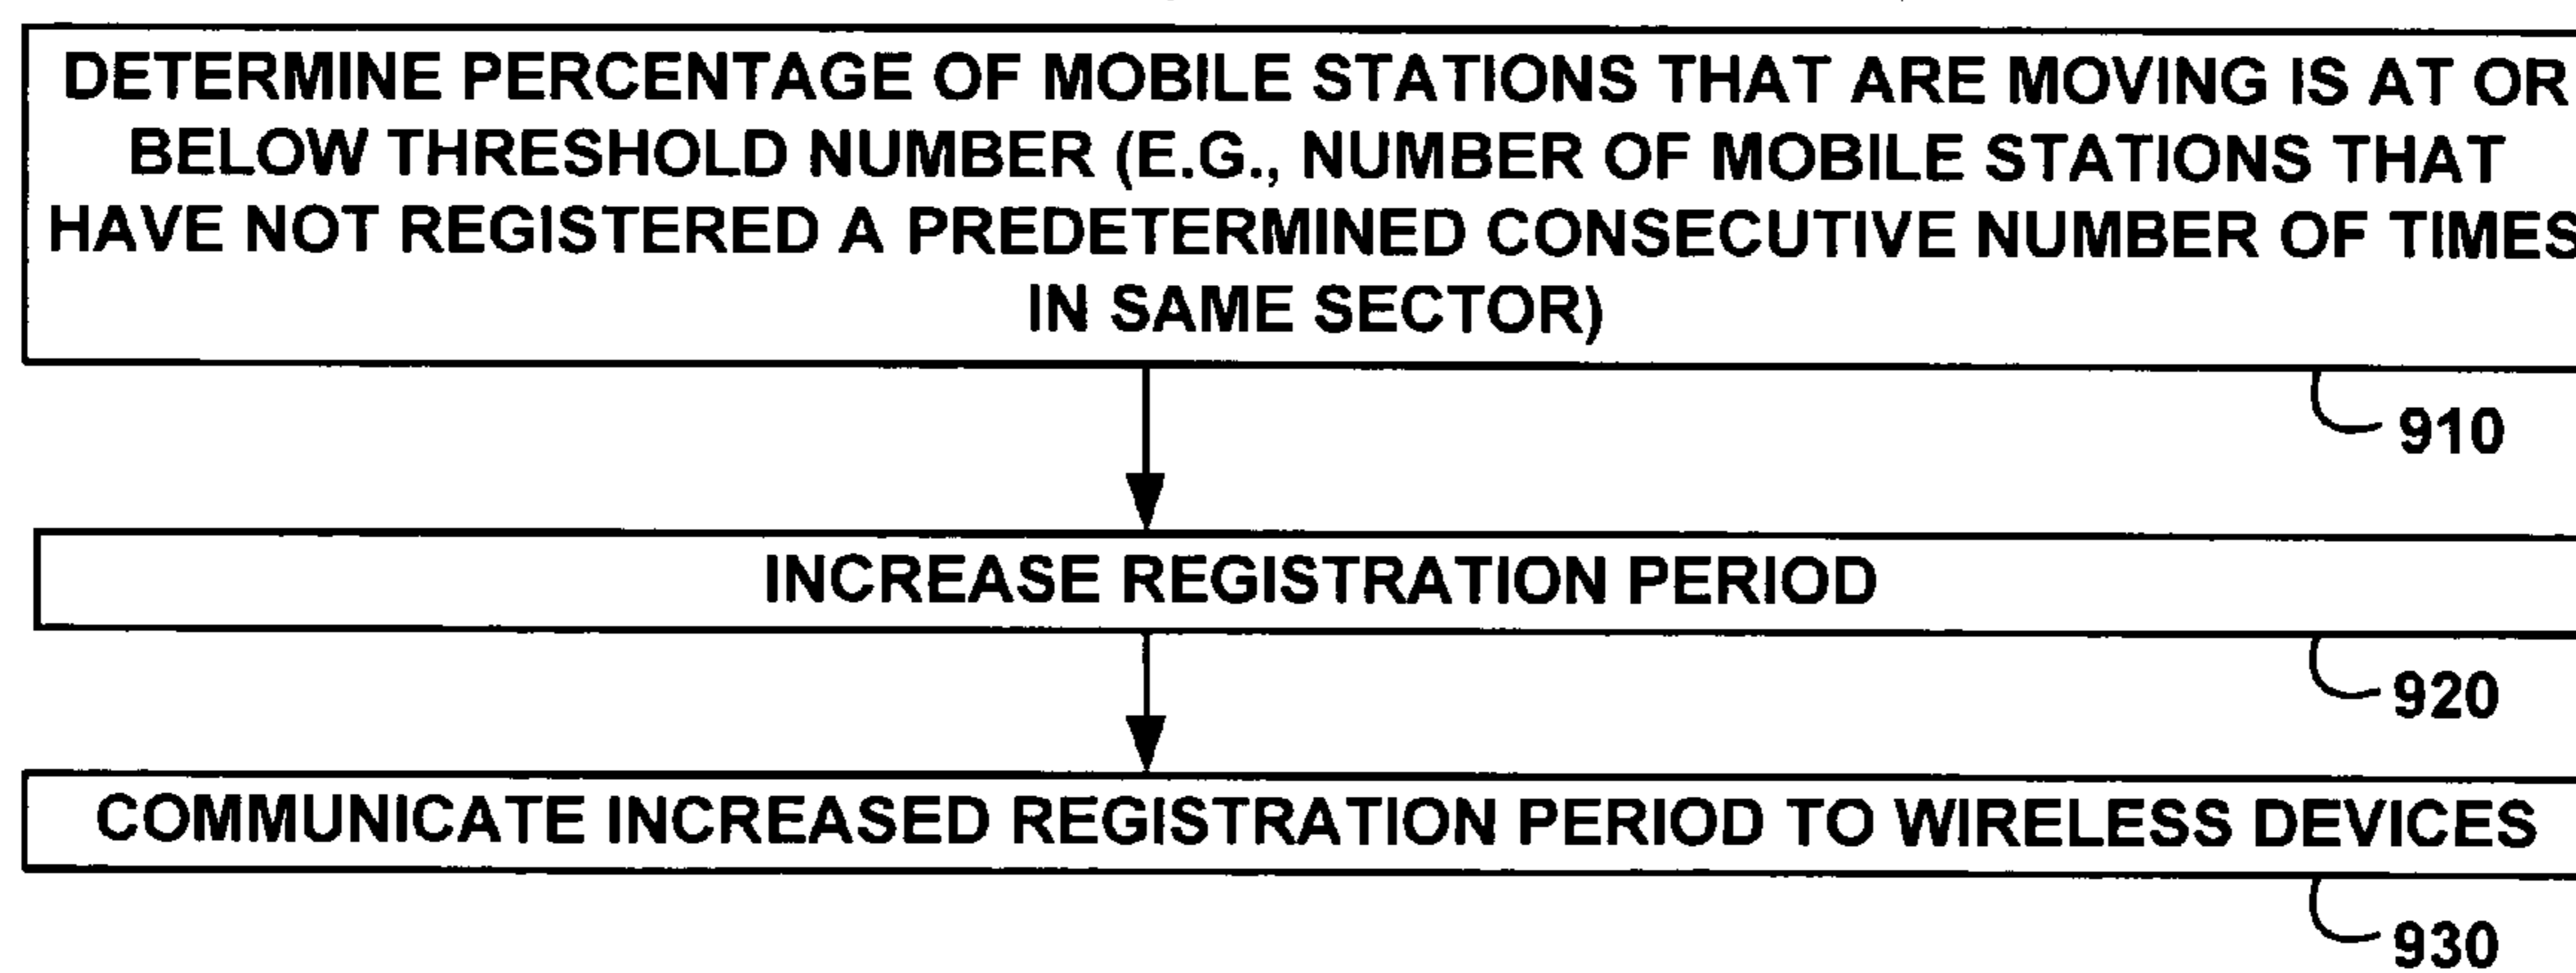 DETERMINE PERCENTAGE OF MOBILE STATIONS THAT ARE MOVING IS AT OR
BELOW THRESHOLD NUMBER (E.G., NUMBER OF MOBILE STATIONS THAT
HAVE NOT REGISTERED A PREDETERMINED CONSECUTIVE NUMBER OF TIMES
IN SAME SECTOR)
910
INCREASE REGISTRATION PERIOD
920
COMMUNICATE INCREASED REGISTRATION PERIOD TO WIRELESS DEVICES
930